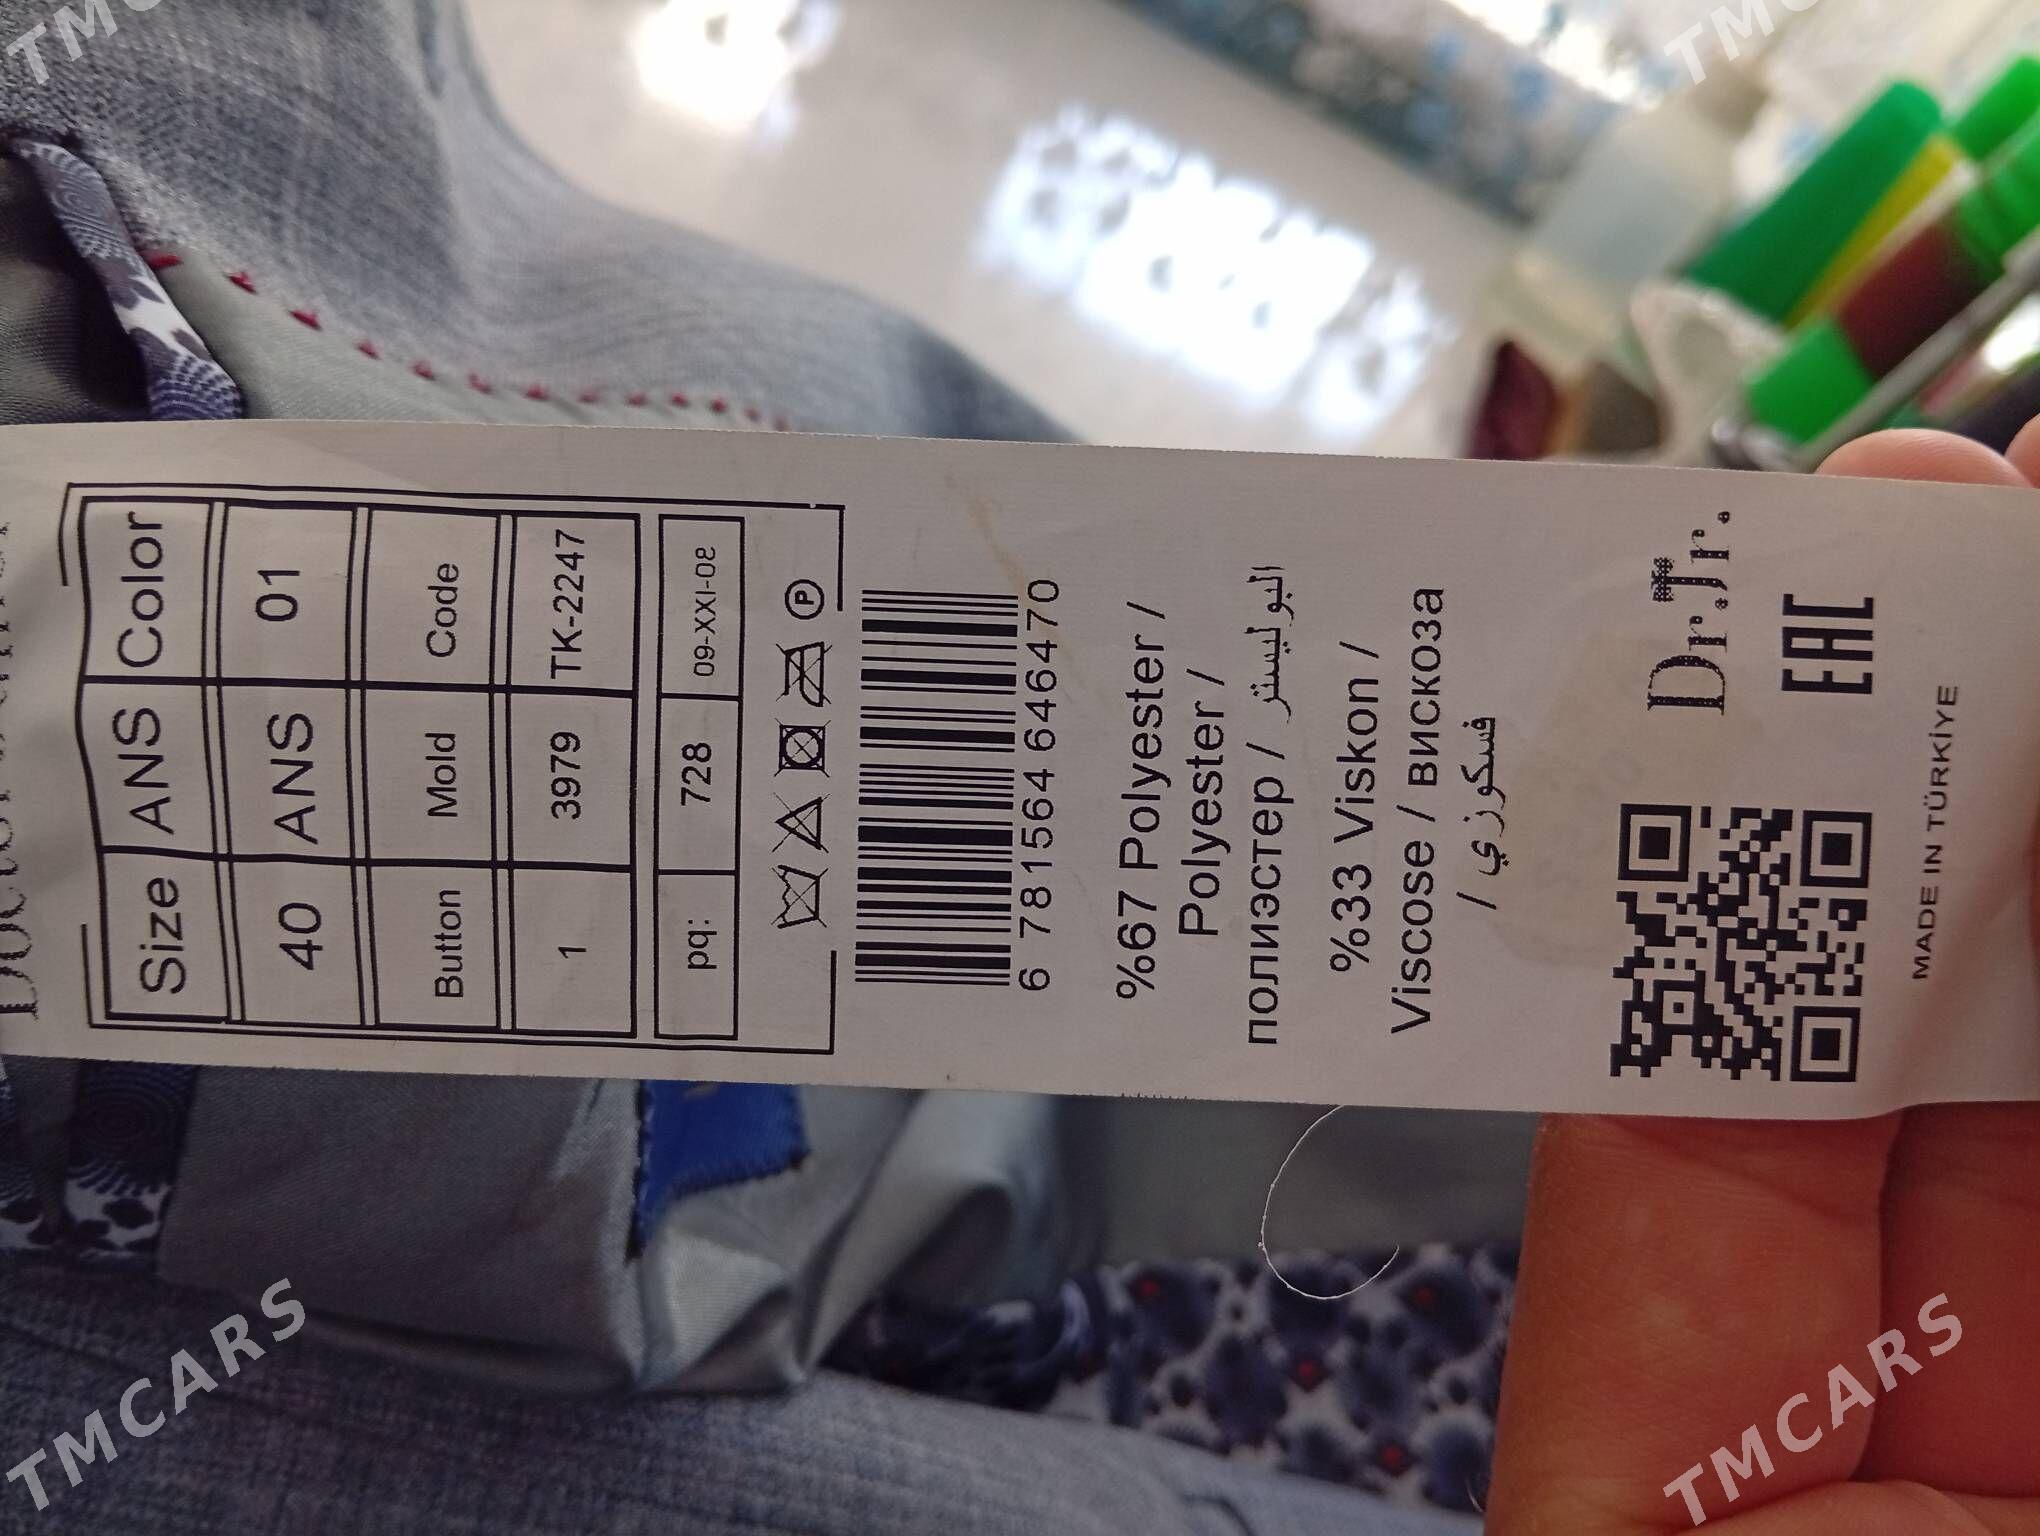 Size ANS Color
40 ANS 01
Button Mold Code
1 3979 TK-2247
pq: 728 09-XXI-02
P
6 781564 646470
%67 Polyester /
Polyester /
полиэстер / البوليستر
%33 Viskon /
Viscose / вискоза
/ فسكوزي
Dr.Jr.
EAC
MADE IN TÜRKİYE
TMCARS
TMCARS